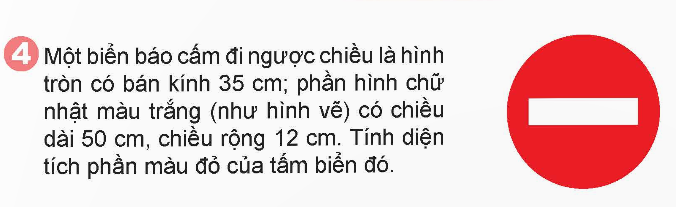 4 Một biển báo cấm đi ngược chiều là hình
tròn có bán kính 35 cm; phần hình chữ
nhật màu trắng (như hình vẽ) có chiều
dài 50 cm, chiều rộng 12 cm. Tính diện
tích phần màu đỏ của tấm biển đó.